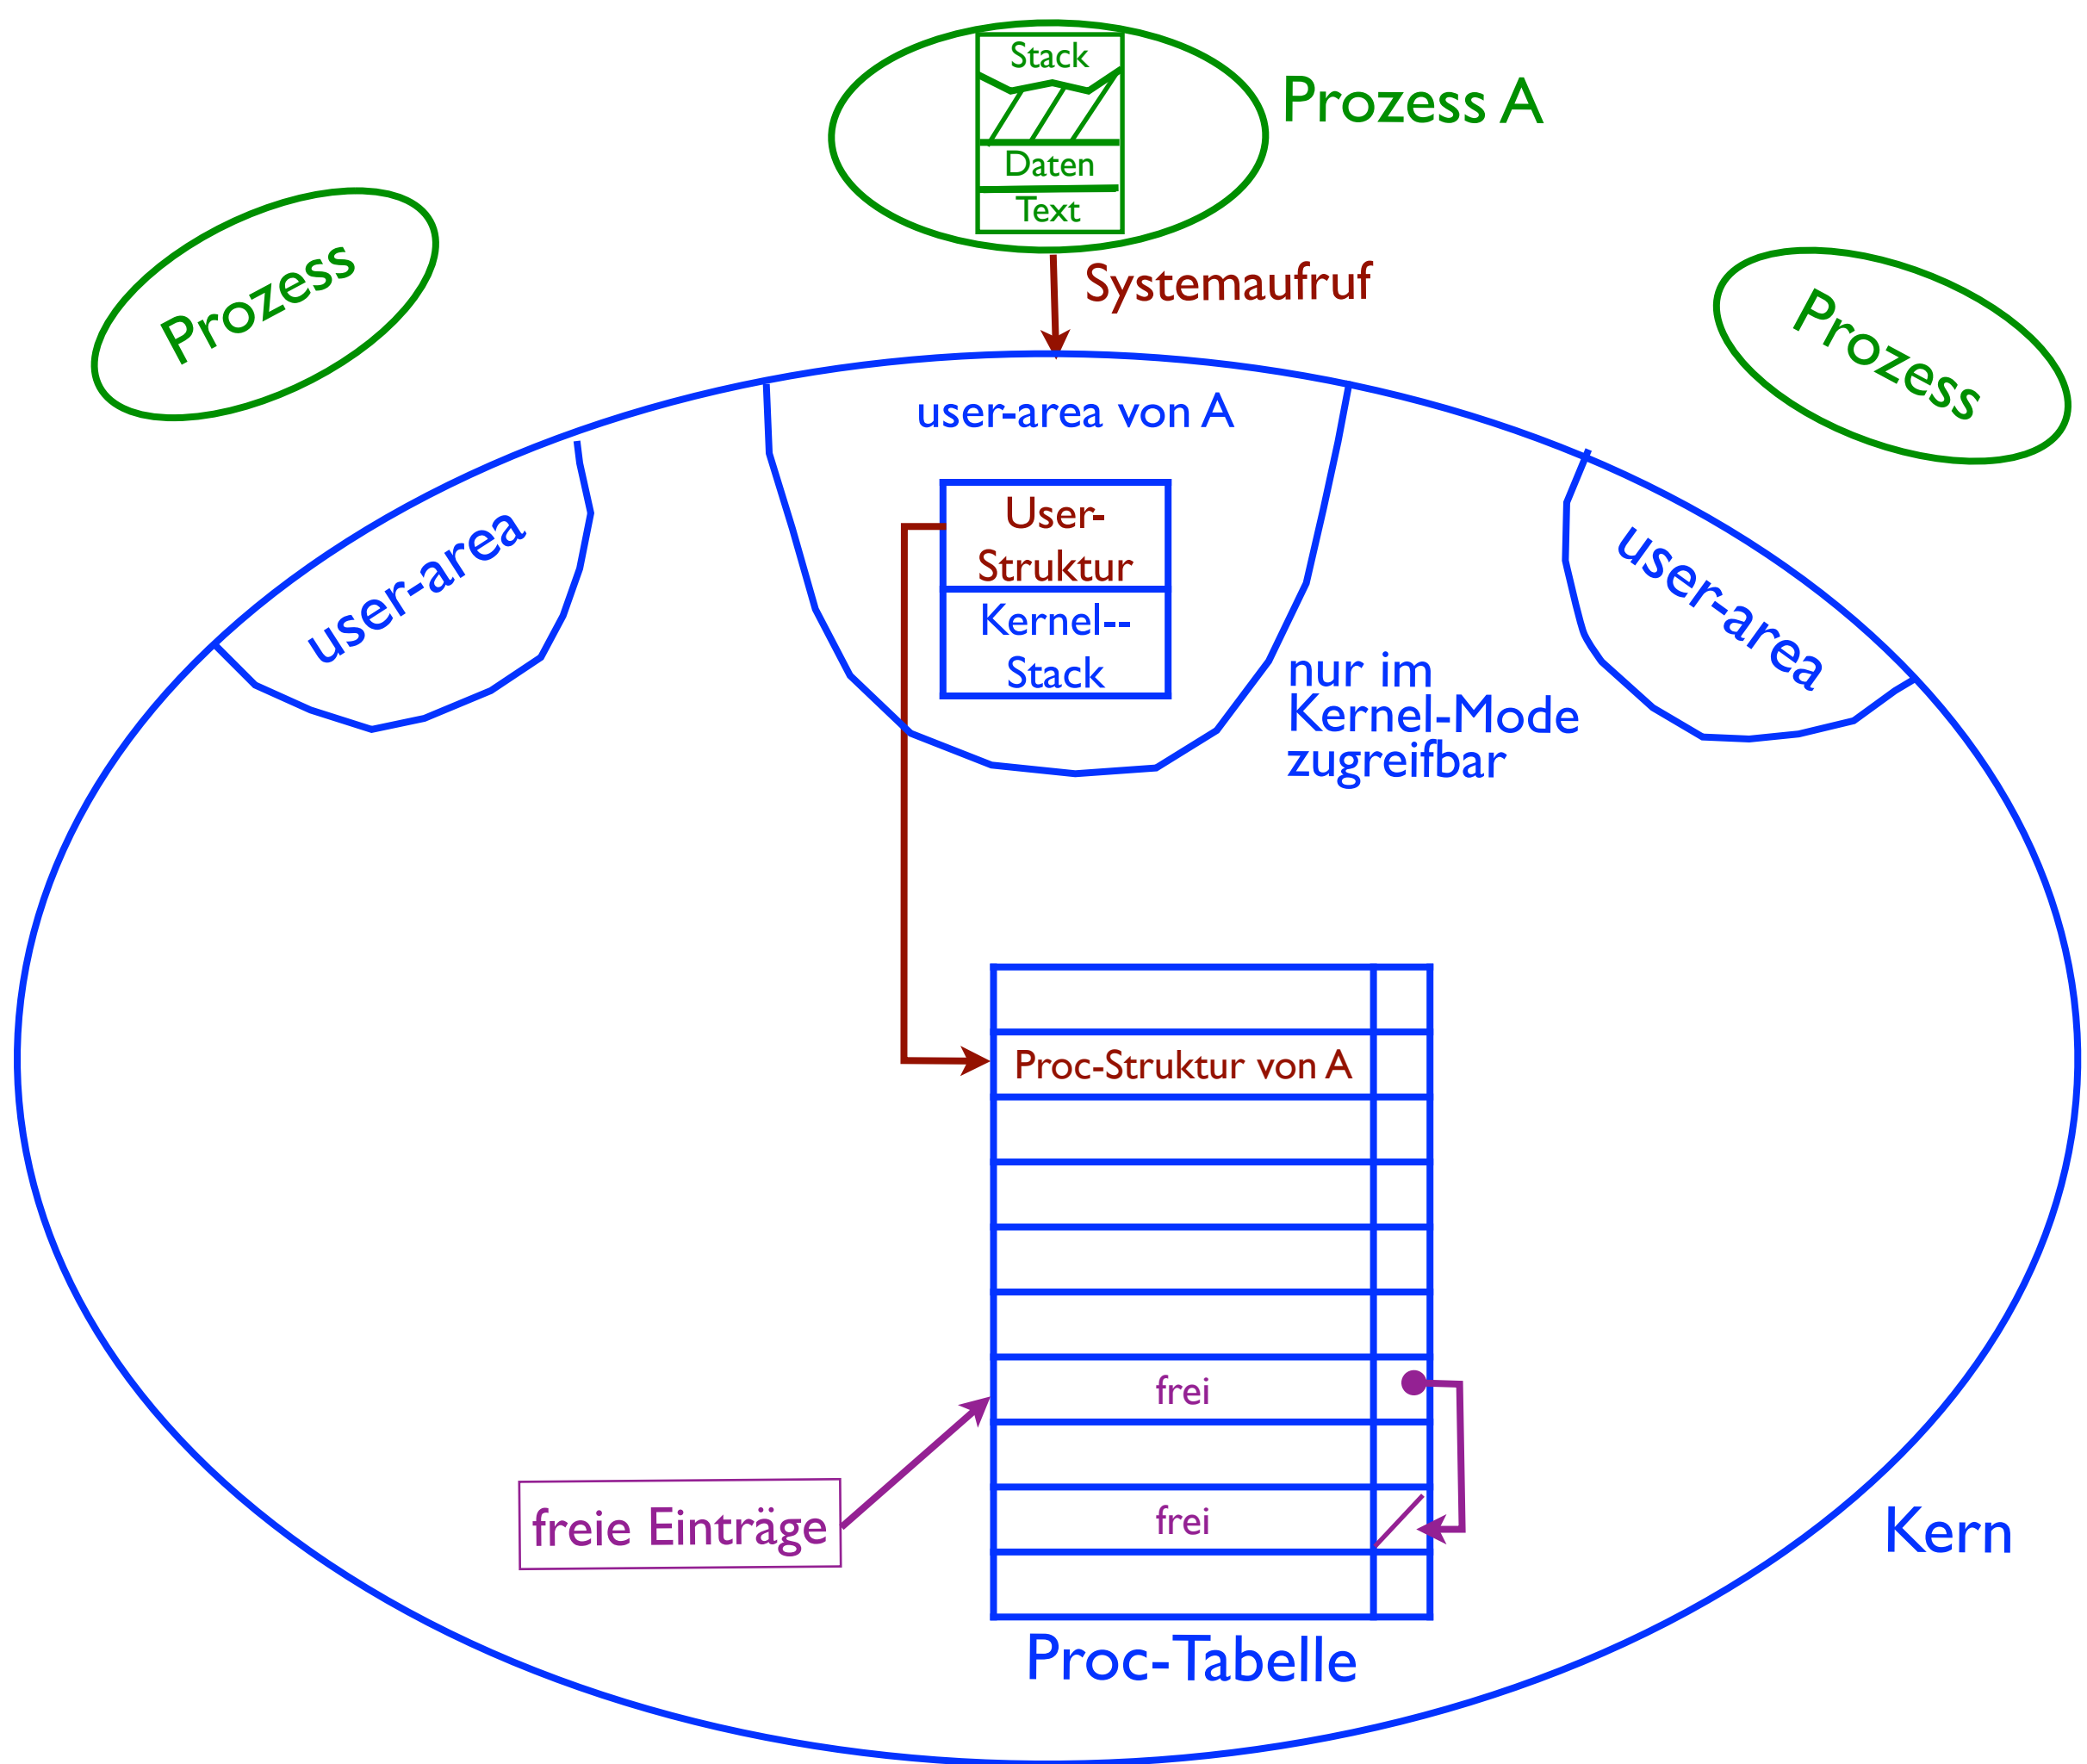 Stack
Daten
Text
Prozess A
Prozess
Systemaufruf
Prozess
user-area von A
User-
Struktur
Kernel--
Stack
user-area
user-area
nur im
Kernel-Mode
zugreifbar
Proc-Struktur von A
frei
freie Einträge
frei
Kern
Proc-Tabelle